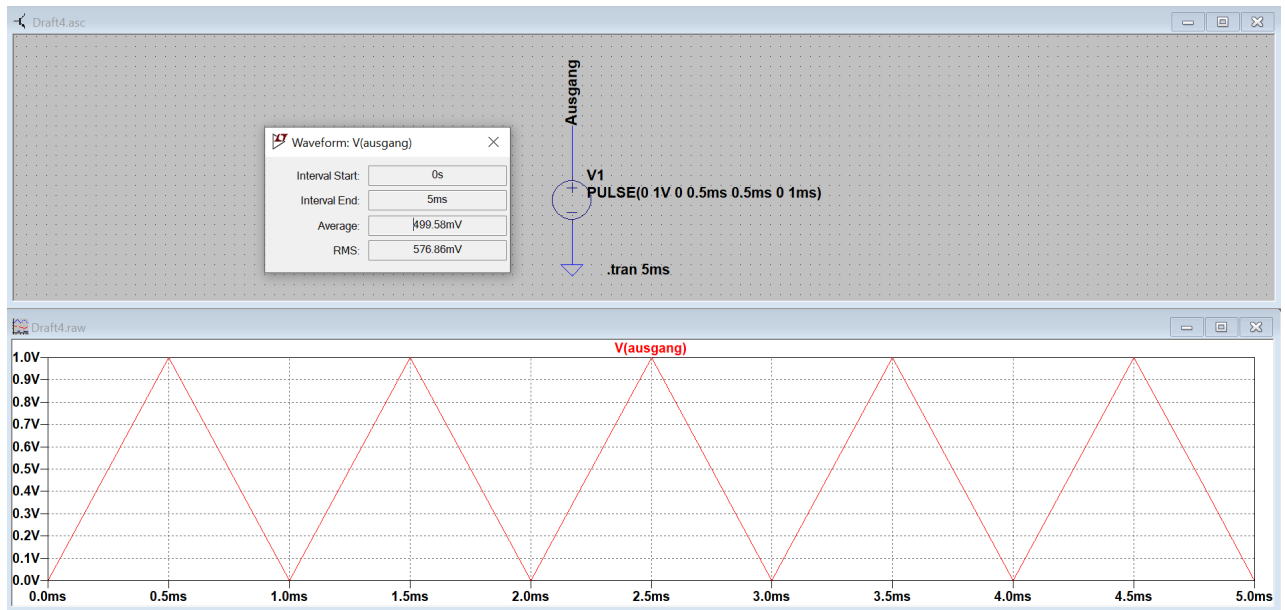 Draft4.asc
Ausgang
Waveform: V(ausgang)
Interval Start: 0s
Interval End: 5ms
Average: 499.58mV
RMS: 576.86mV
V1
PULSE(0 1V 0 0.5ms 0.5ms 0 1ms)
.tran 5ms
Draft4.raw
V(ausgang)
1.0V
0.9V
0.8V
0.7V
0.6V
0.5V
0.4V
0.3V
0.2V
0.1V
0.0V
0.0ms 0.5ms 1.0ms 1.5ms 2.0ms 2.5ms 3.0ms 3.5ms 4.0ms 4.5ms 5.0ms